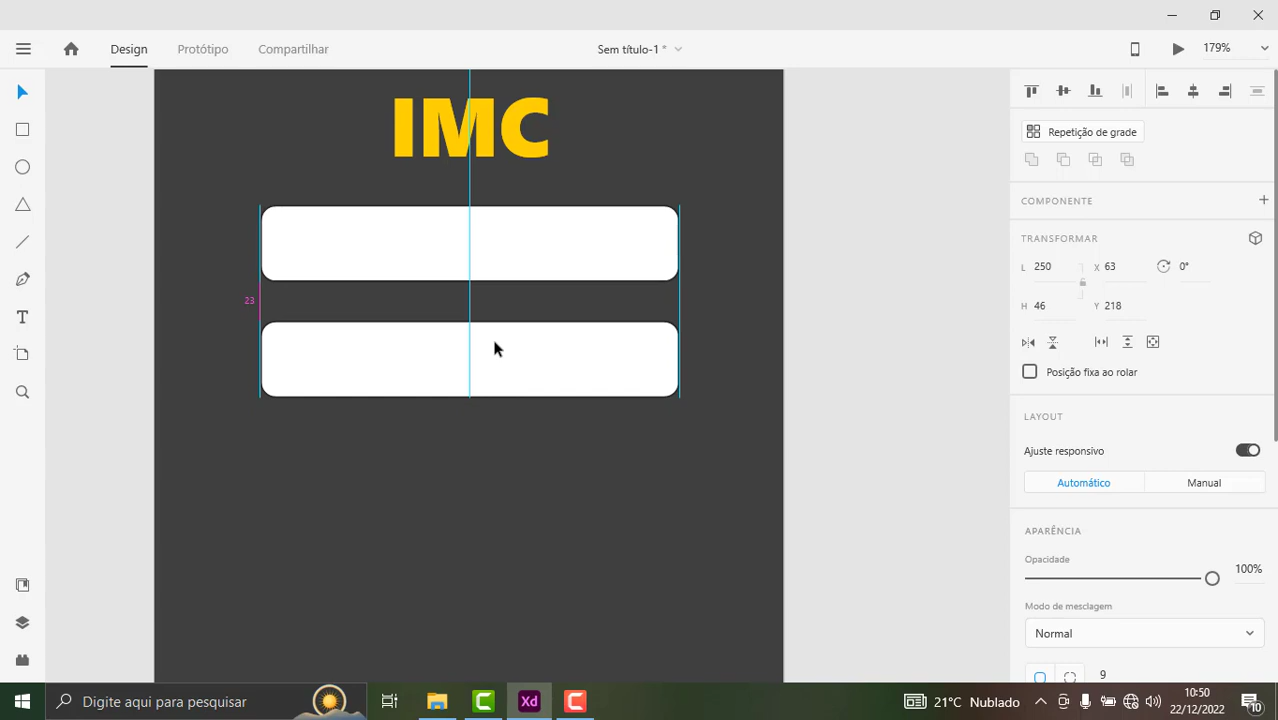 Design
Protótipo
Compartilhar
Sem título-1 *
179%
IMC
23
Repetição de grade
COMPONENTE
TRANSFORMAR
L 250 X 63 0°
H 46 Y 218
Posição fixa ao rolar
LAYOUT
Ajuste responsivo
Automático
Manual
APARÊNCIA
Opacidade
100%
Modo de mesclagem
Normal
9
T
Digite aqui para pesquisar
Xd
21°C Nublado
10:50
22/12/2022
10